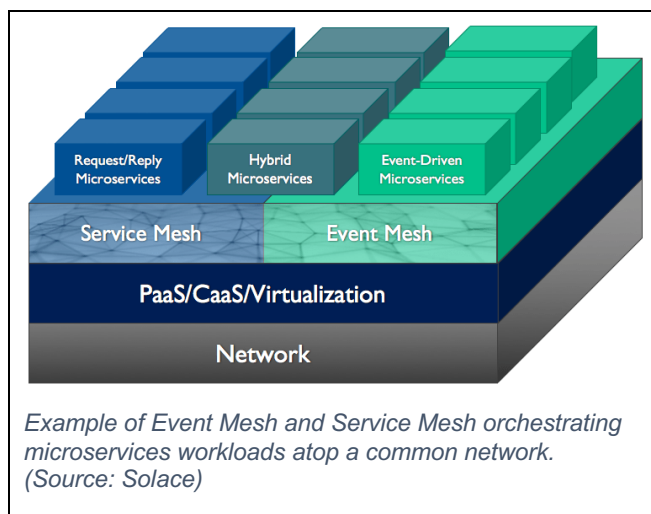 Request/Reply
Microservices
Hybrid
Microservices
Event-Driven
Microservices
Service Mesh
Event Mesh
PaaS/CaaS/Virtualization
Network
Example of Event Mesh and Service Mesh orchestrating
microservices workloads atop a common network.
(Source: Solace)